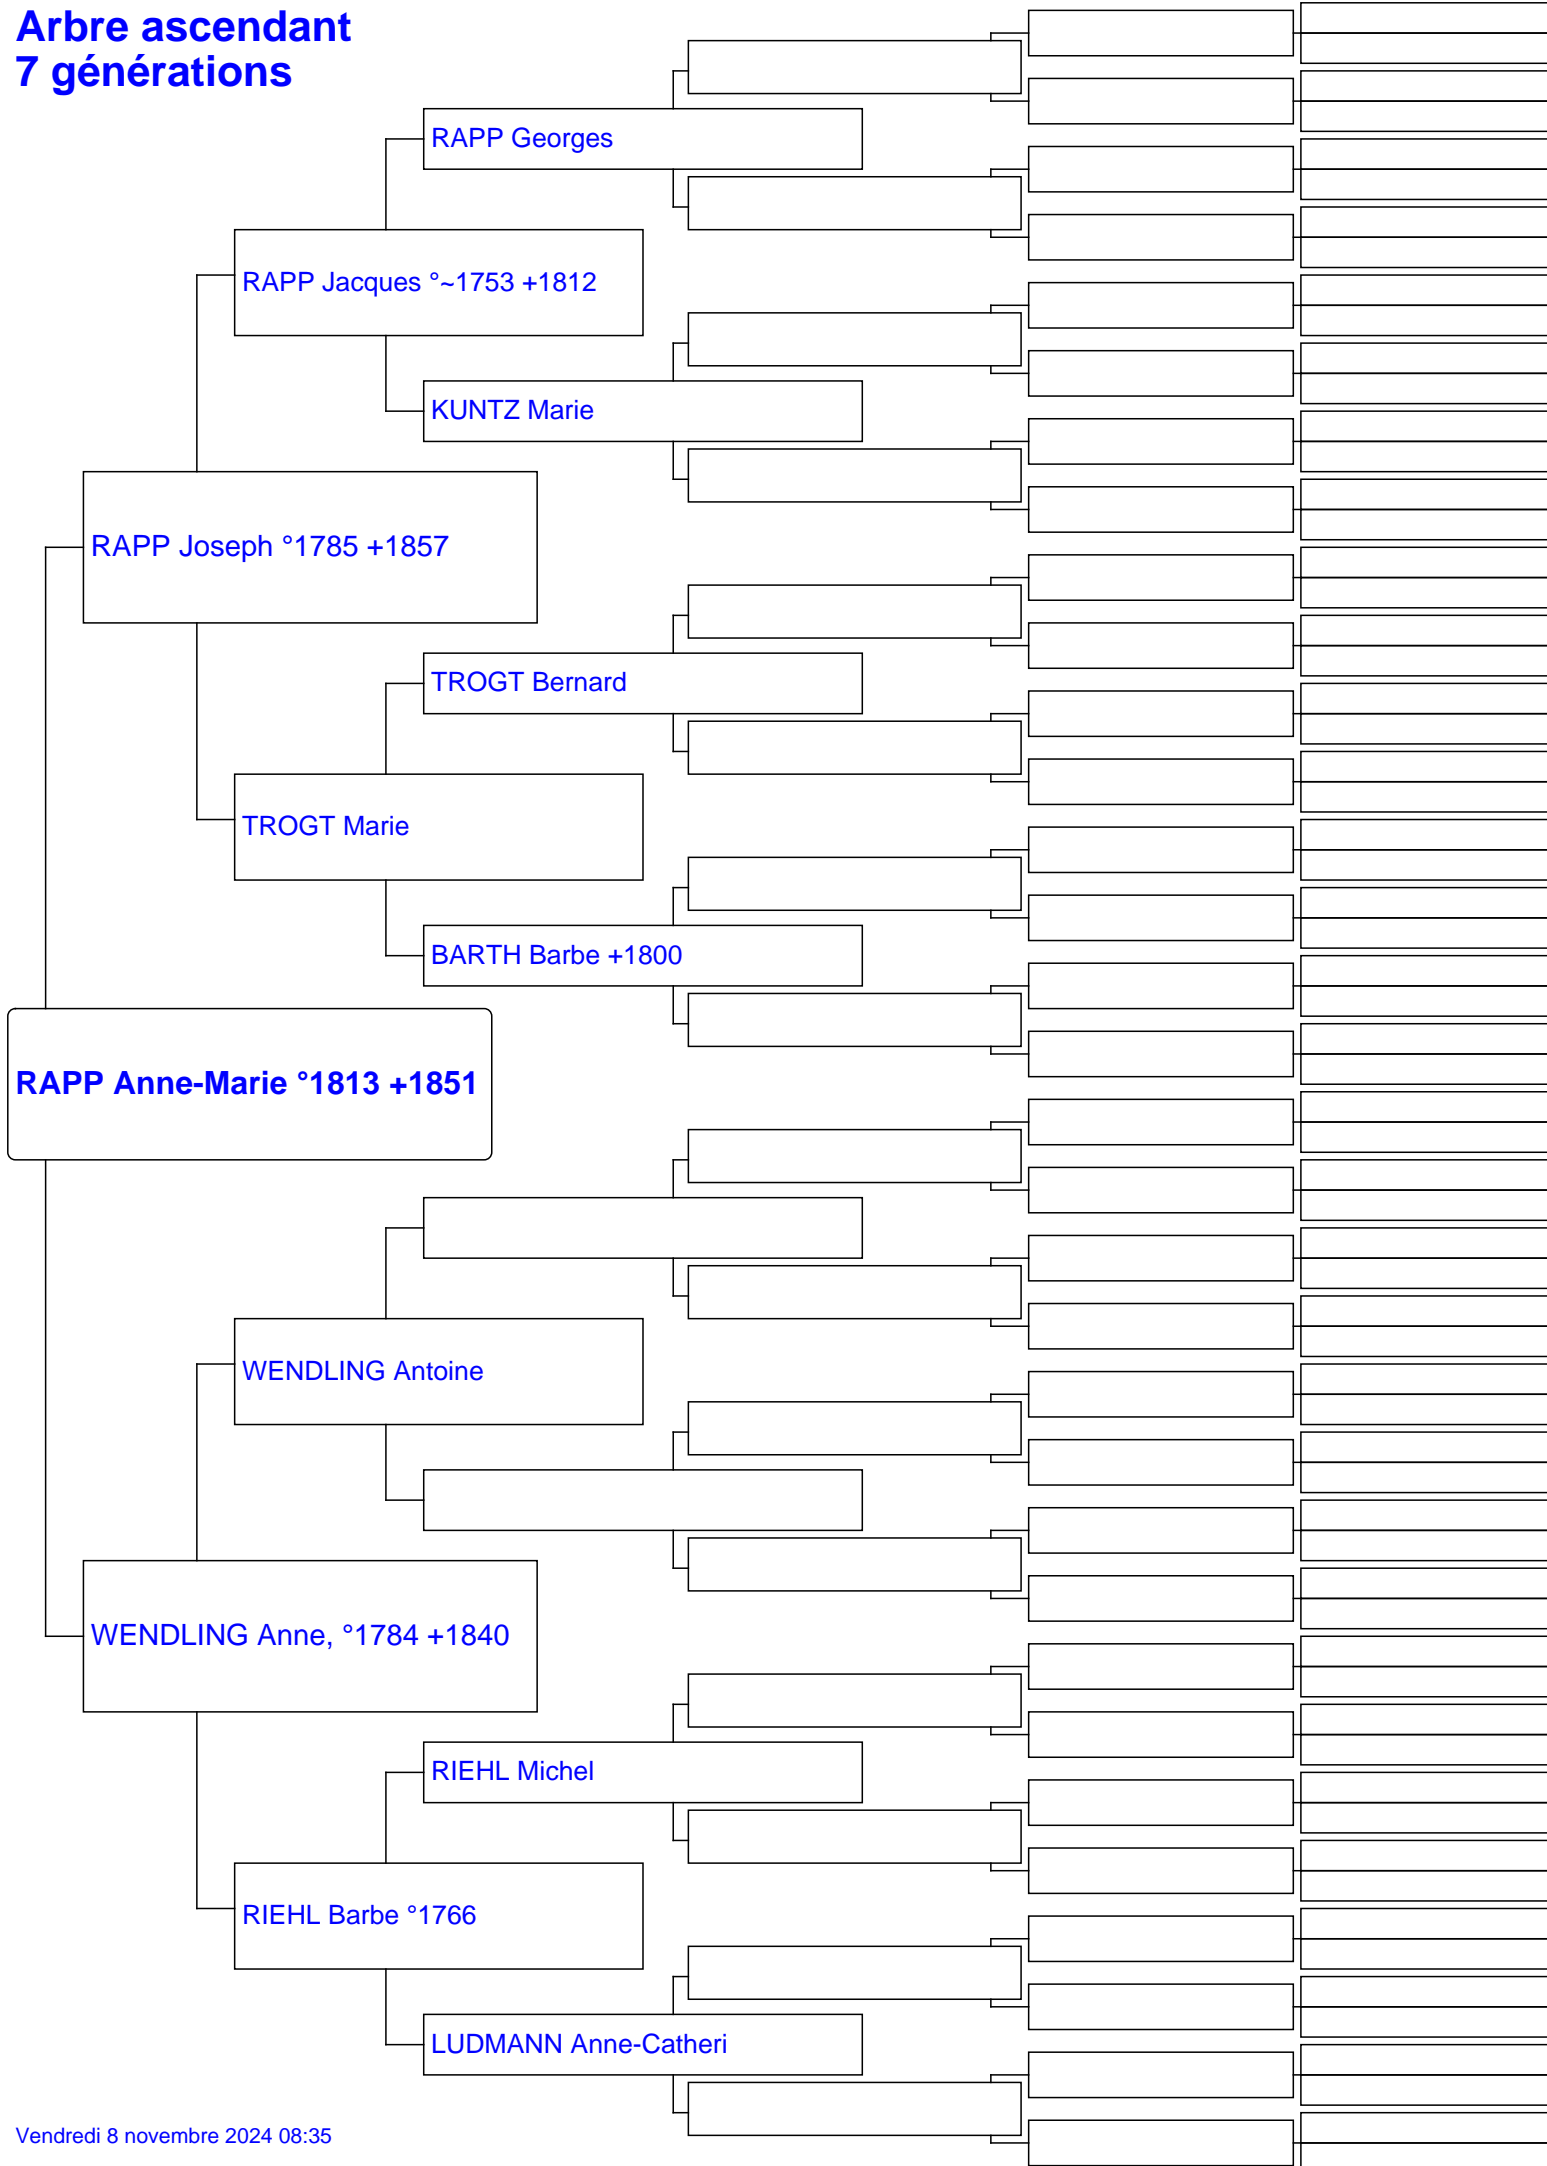 Arbre ascendant
7 générations
RAPP Georges
RAPP Jacques °~1753 +1812
KUNTZ Marie
RAPP Joseph °1785 +1857
TROGT Bernard
TROGT Marie
BARTH Barbe +1800
RAPP Anne-Marie °1813 +1851
WENDLING Antoine
WENDLING Anne, °1784 +1840
RIEHL Michel
RIEHL Barbe °1766
LUDMANN Anne-Catheri
Vendredi 8 novembre 2024 08:35